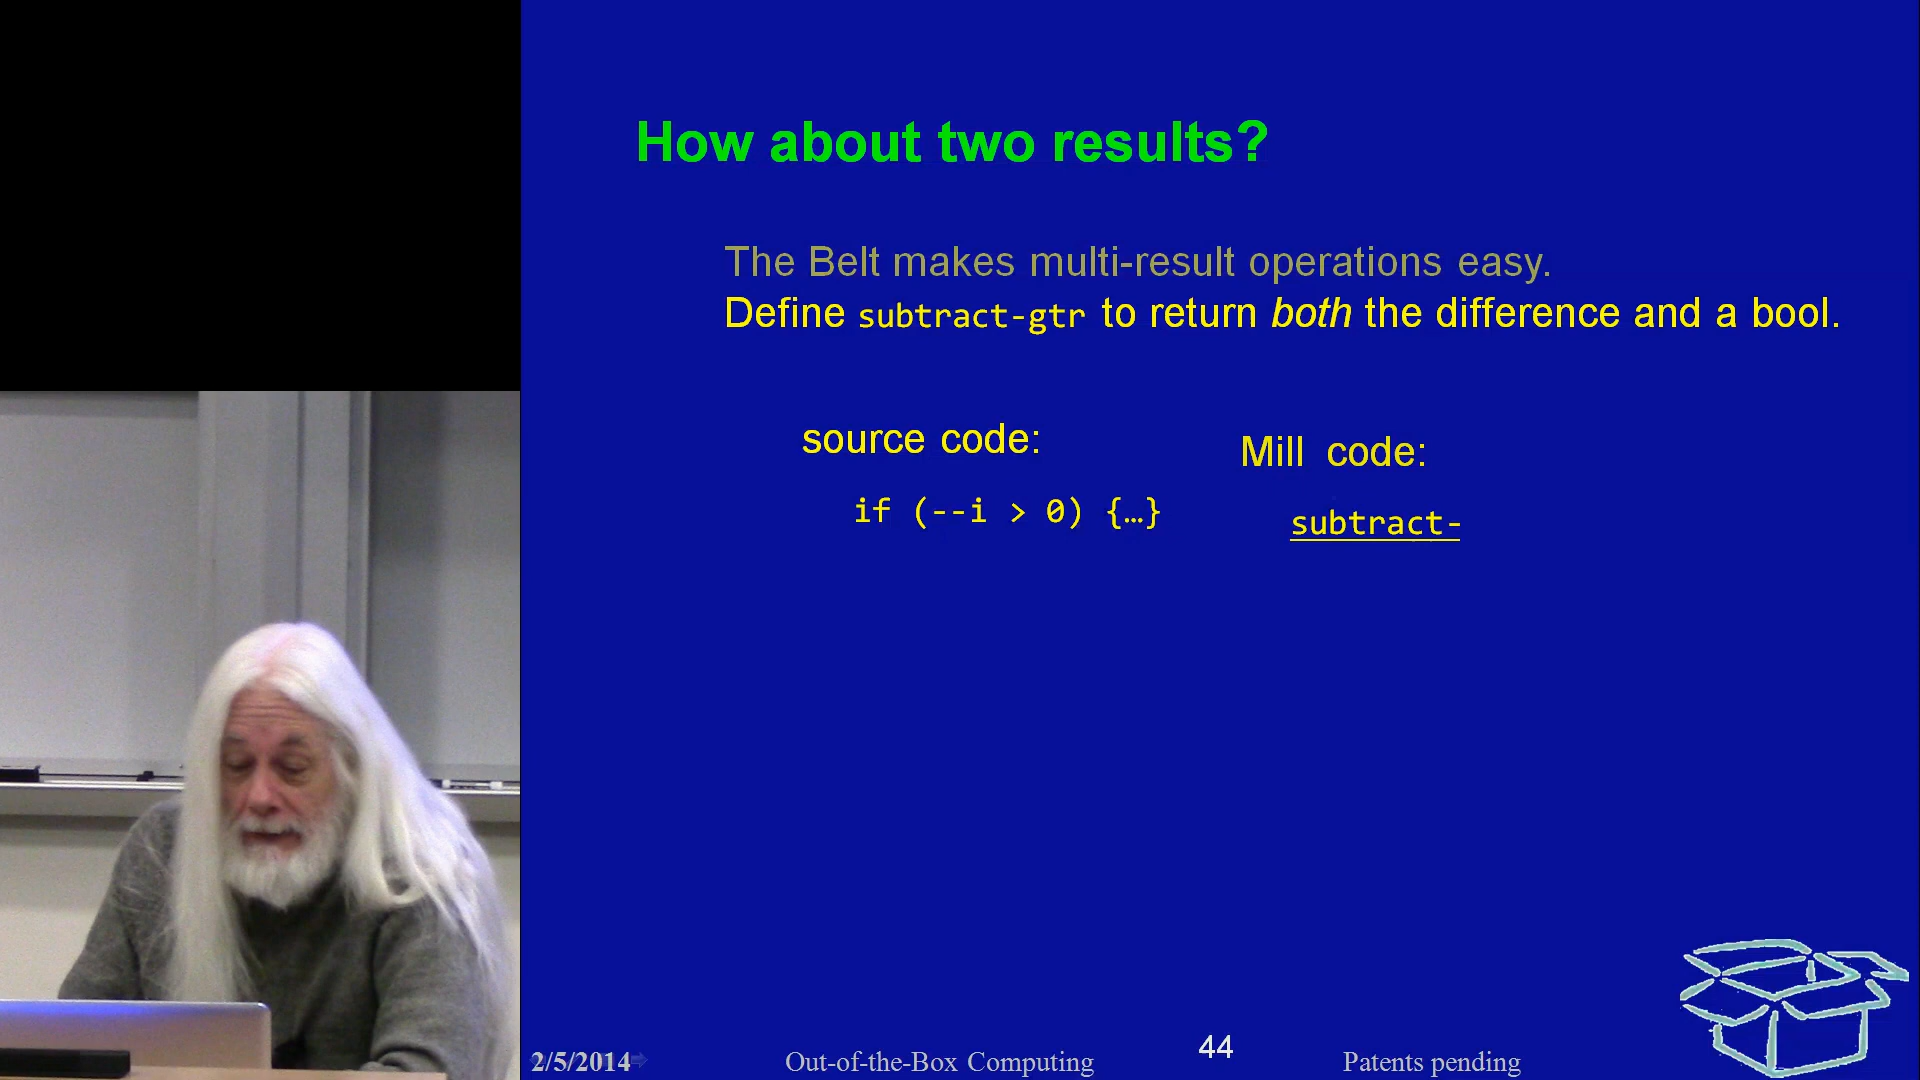 How about two results?
The Belt makes multi-result operations easy.
Define subtract-gtr to return both the difference and a bool.
source code:
Mill code:
if (--i > 0) {…}
subtract-
2/5/2014
Out-of-the-Box Computing
44
Patents pending